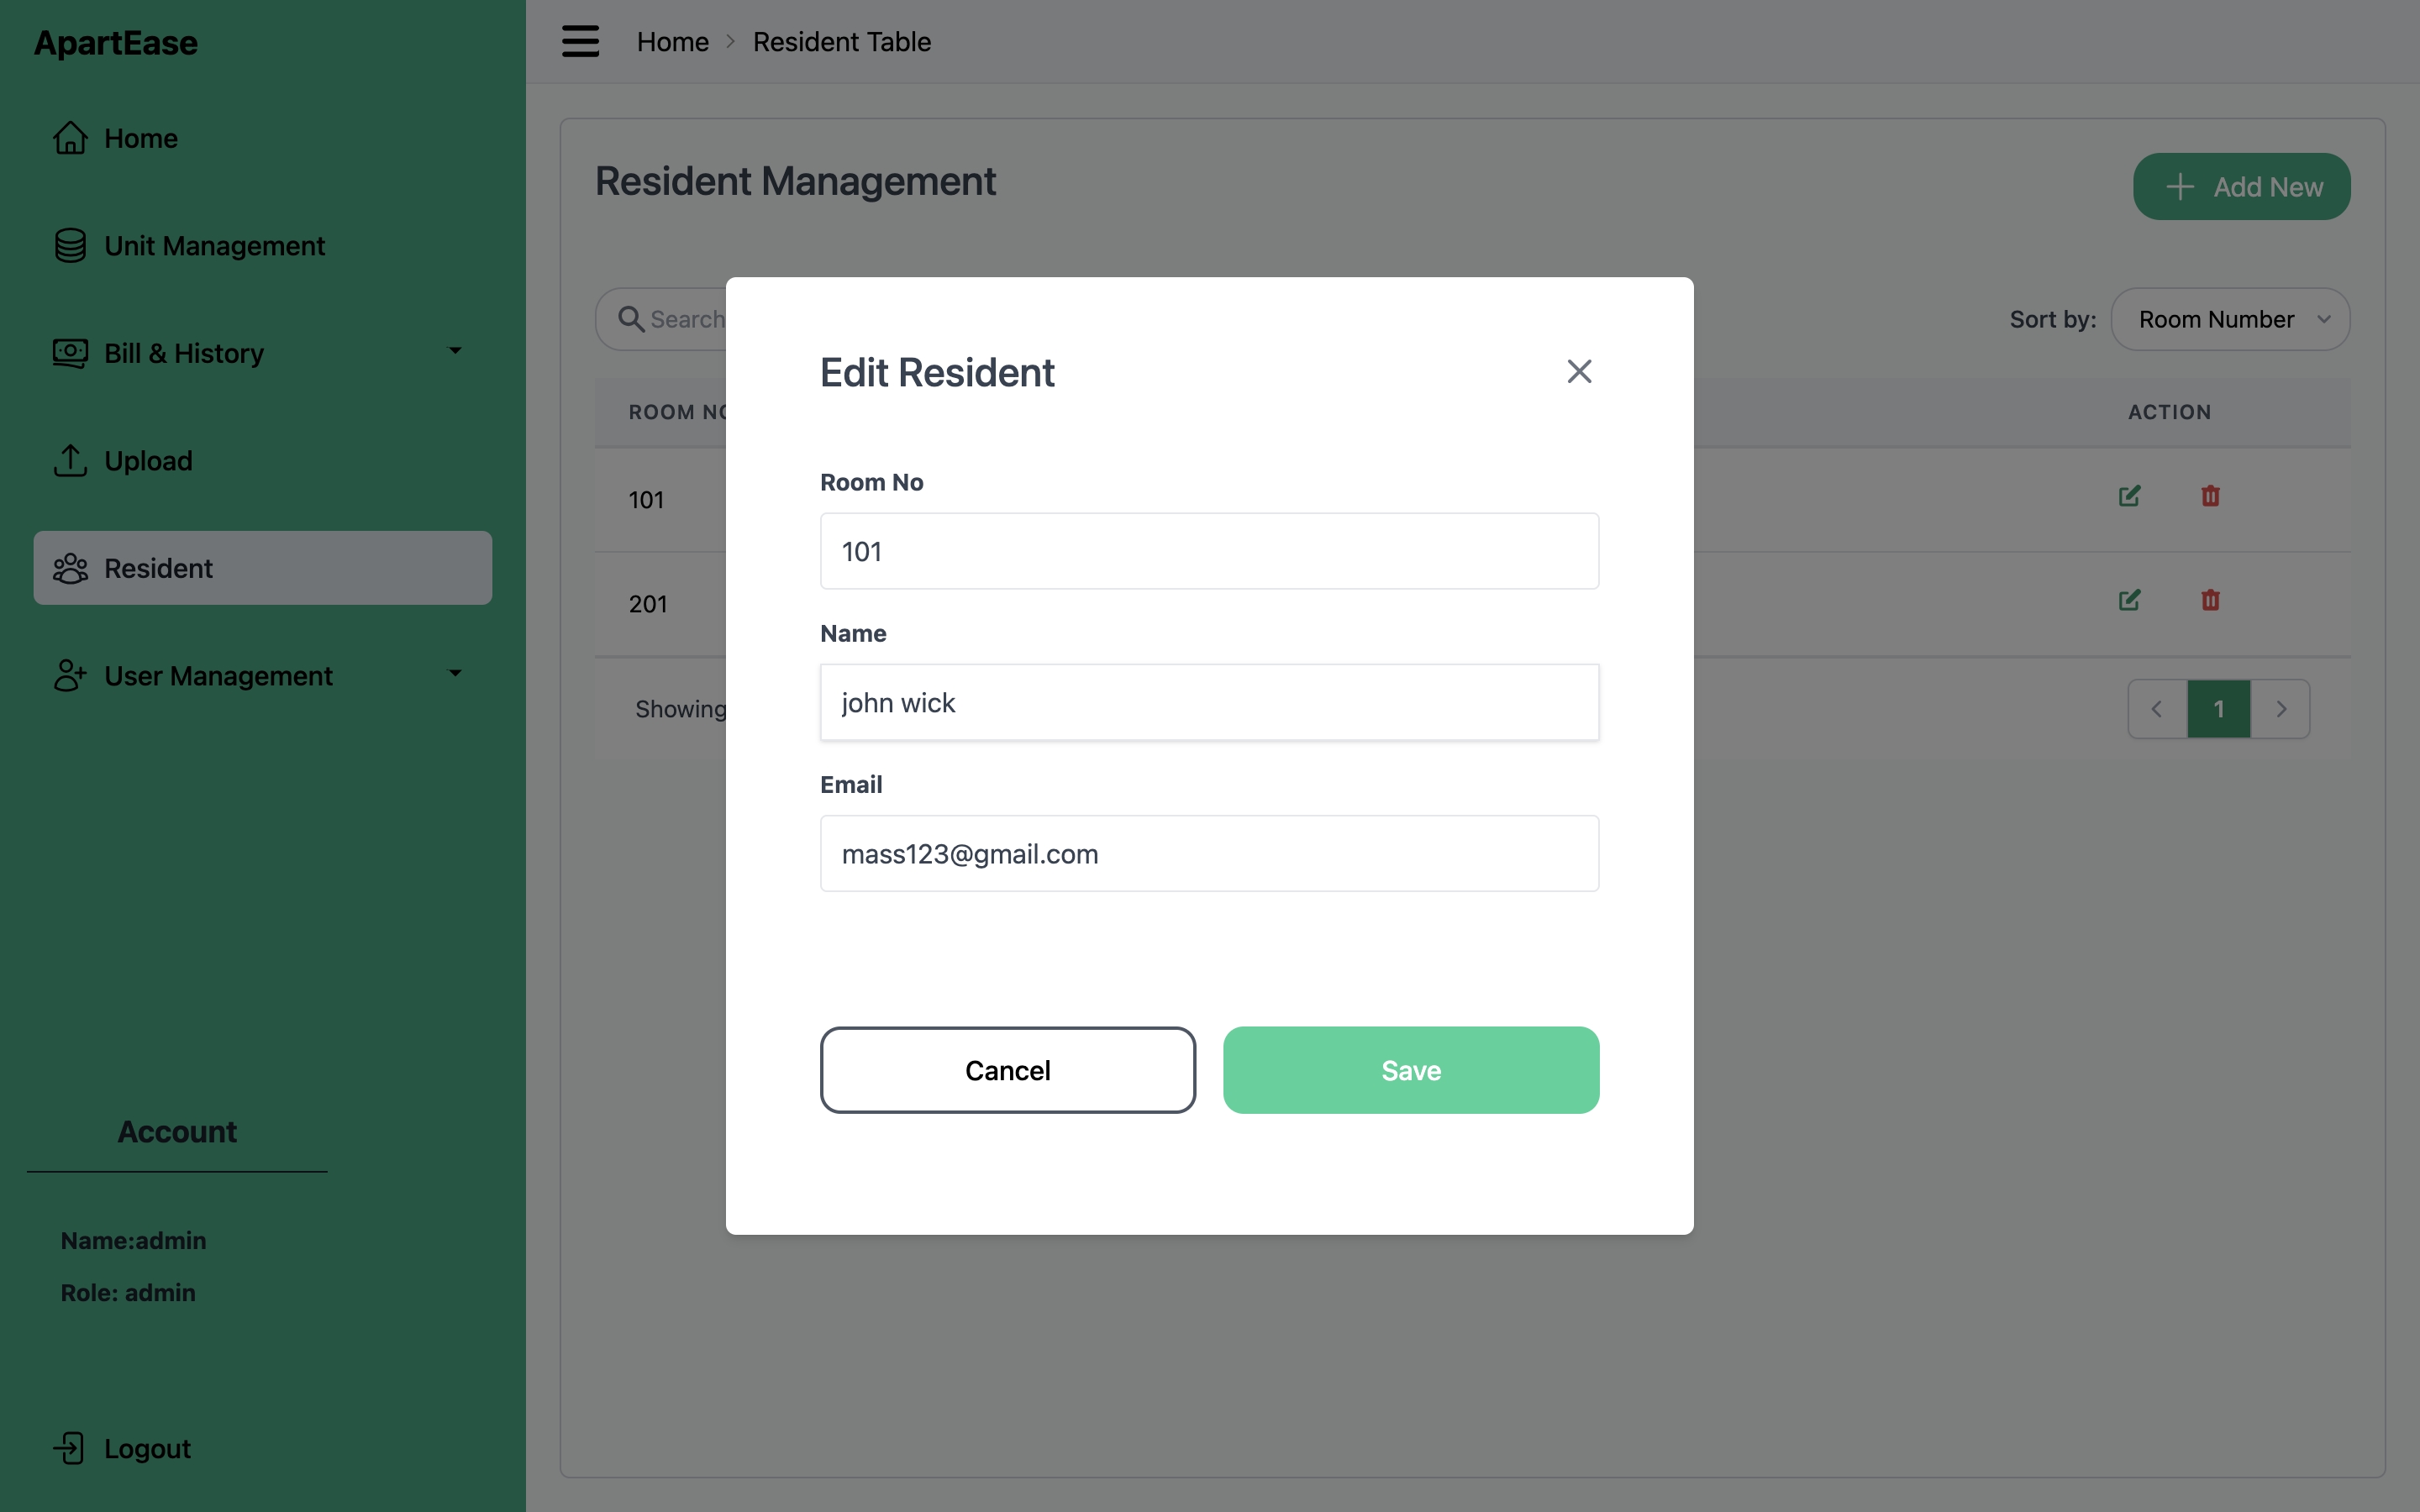 ApartEase
Home
Unit Management
Bill & History
Upload
Resident
User Management
Account
Name:admin
Role: admin
Logout
Home > Resident Table
Resident Management
Add New
Search
Sort by: Room Number
ROOM
ACTION
101
201
Showing
1
Edit Resident
Room No
101
Name
john wick
Email
mass123@gmail.com
Cancel
Save